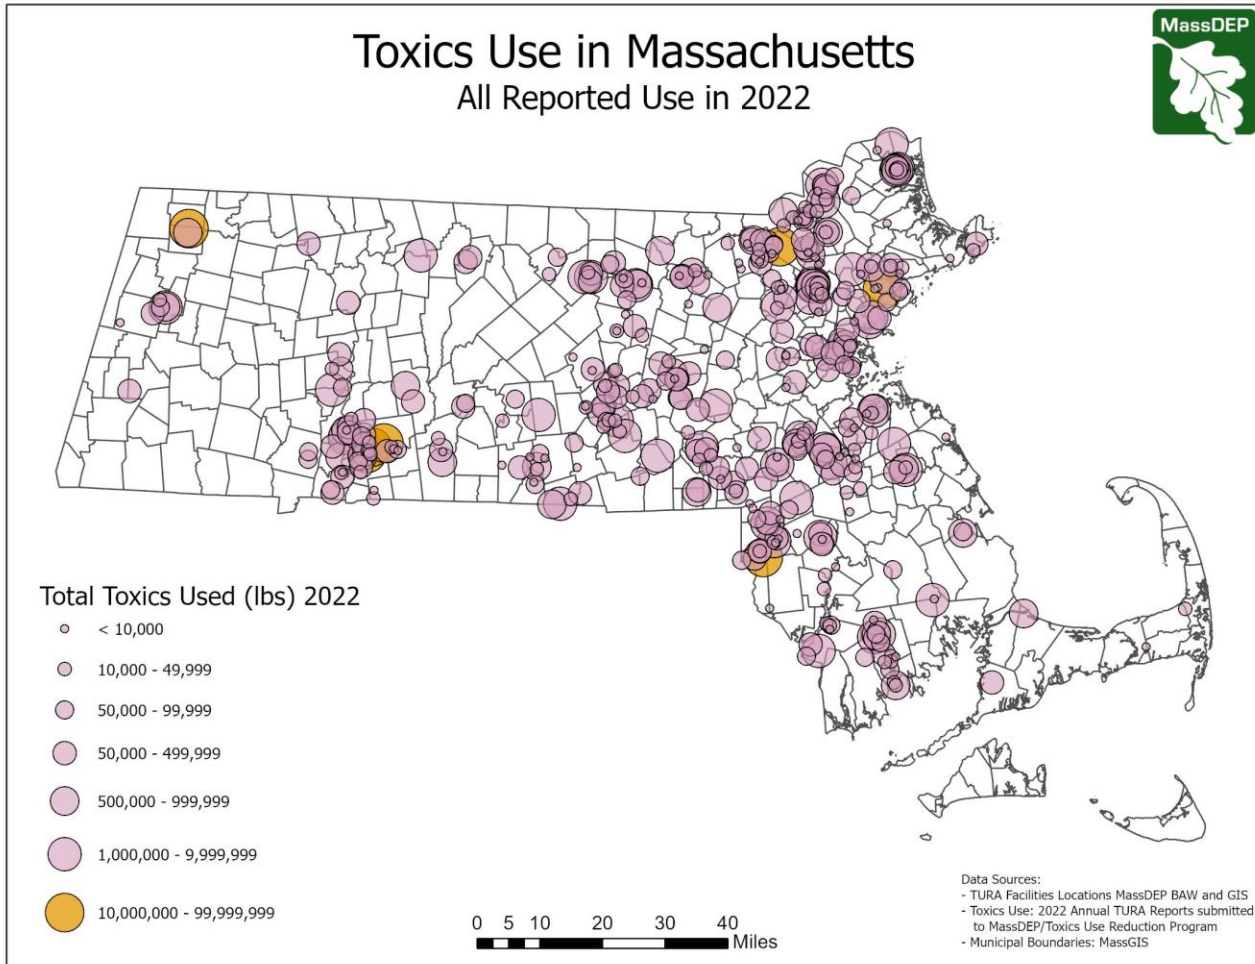 MassDEP
Toxics Use in Massachusetts
All Reported Use in 2022
Total Toxics Used (lbs) 2022
< 10,000
10,000 - 49,999
50,000 - 99,999
50,000 - 499,999
500,000 - 999,999
1,000,000 - 9,999,999
10,000,000 - 99,999,999
0 5 10 20 30 40
Miles
Data Sources:
- TURA Facilities Locations MassDEP BAW and GIS
- Toxics Use: 2022 Annual TURA Reports submitted
to MassDEP/Toxics Use Reduction Program
- Municipal Boundaries: MassGIS